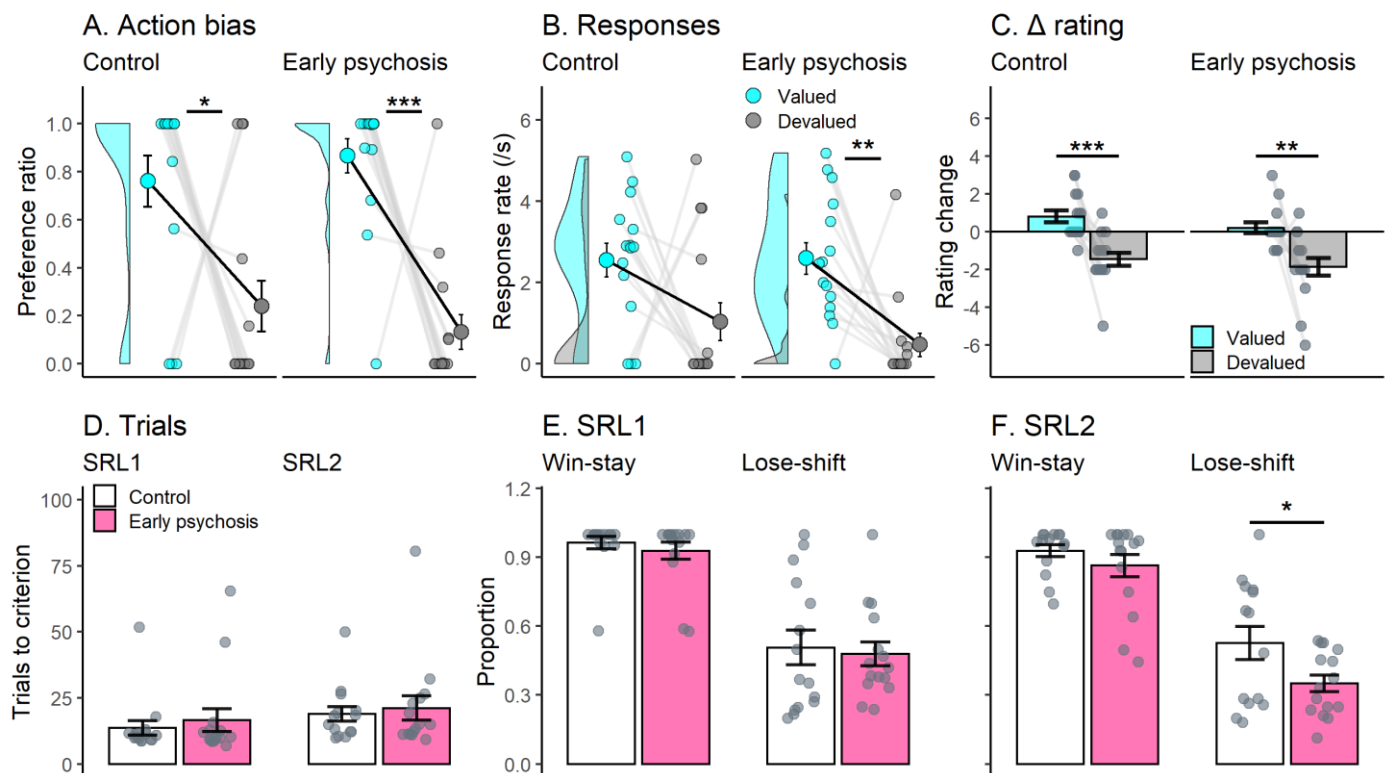 A. Action bias
Control
Early psychosis
*
***
Preference ratio
1.0
0.8
0.6
0.4
0.2
0.0
B. Responses
Control
Early psychosis
Valued
Devalued
**
Response rate (/s)
6
4
2
0
C. Δ rating
Control
Early psychosis
***
**
Rating change
6
4
2
0
-2
-4
-6
Valued
Devalued
D. Trials
SRL1
SRL2
Control
Early psychosis
Trials to criterion
100
75
50
25
0
E. SRL1
Win-stay
Lose-shift
Proportion
1.2
0.9
0.6
0.3
0.0
F. SRL2
Win-stay
Lose-shift
*